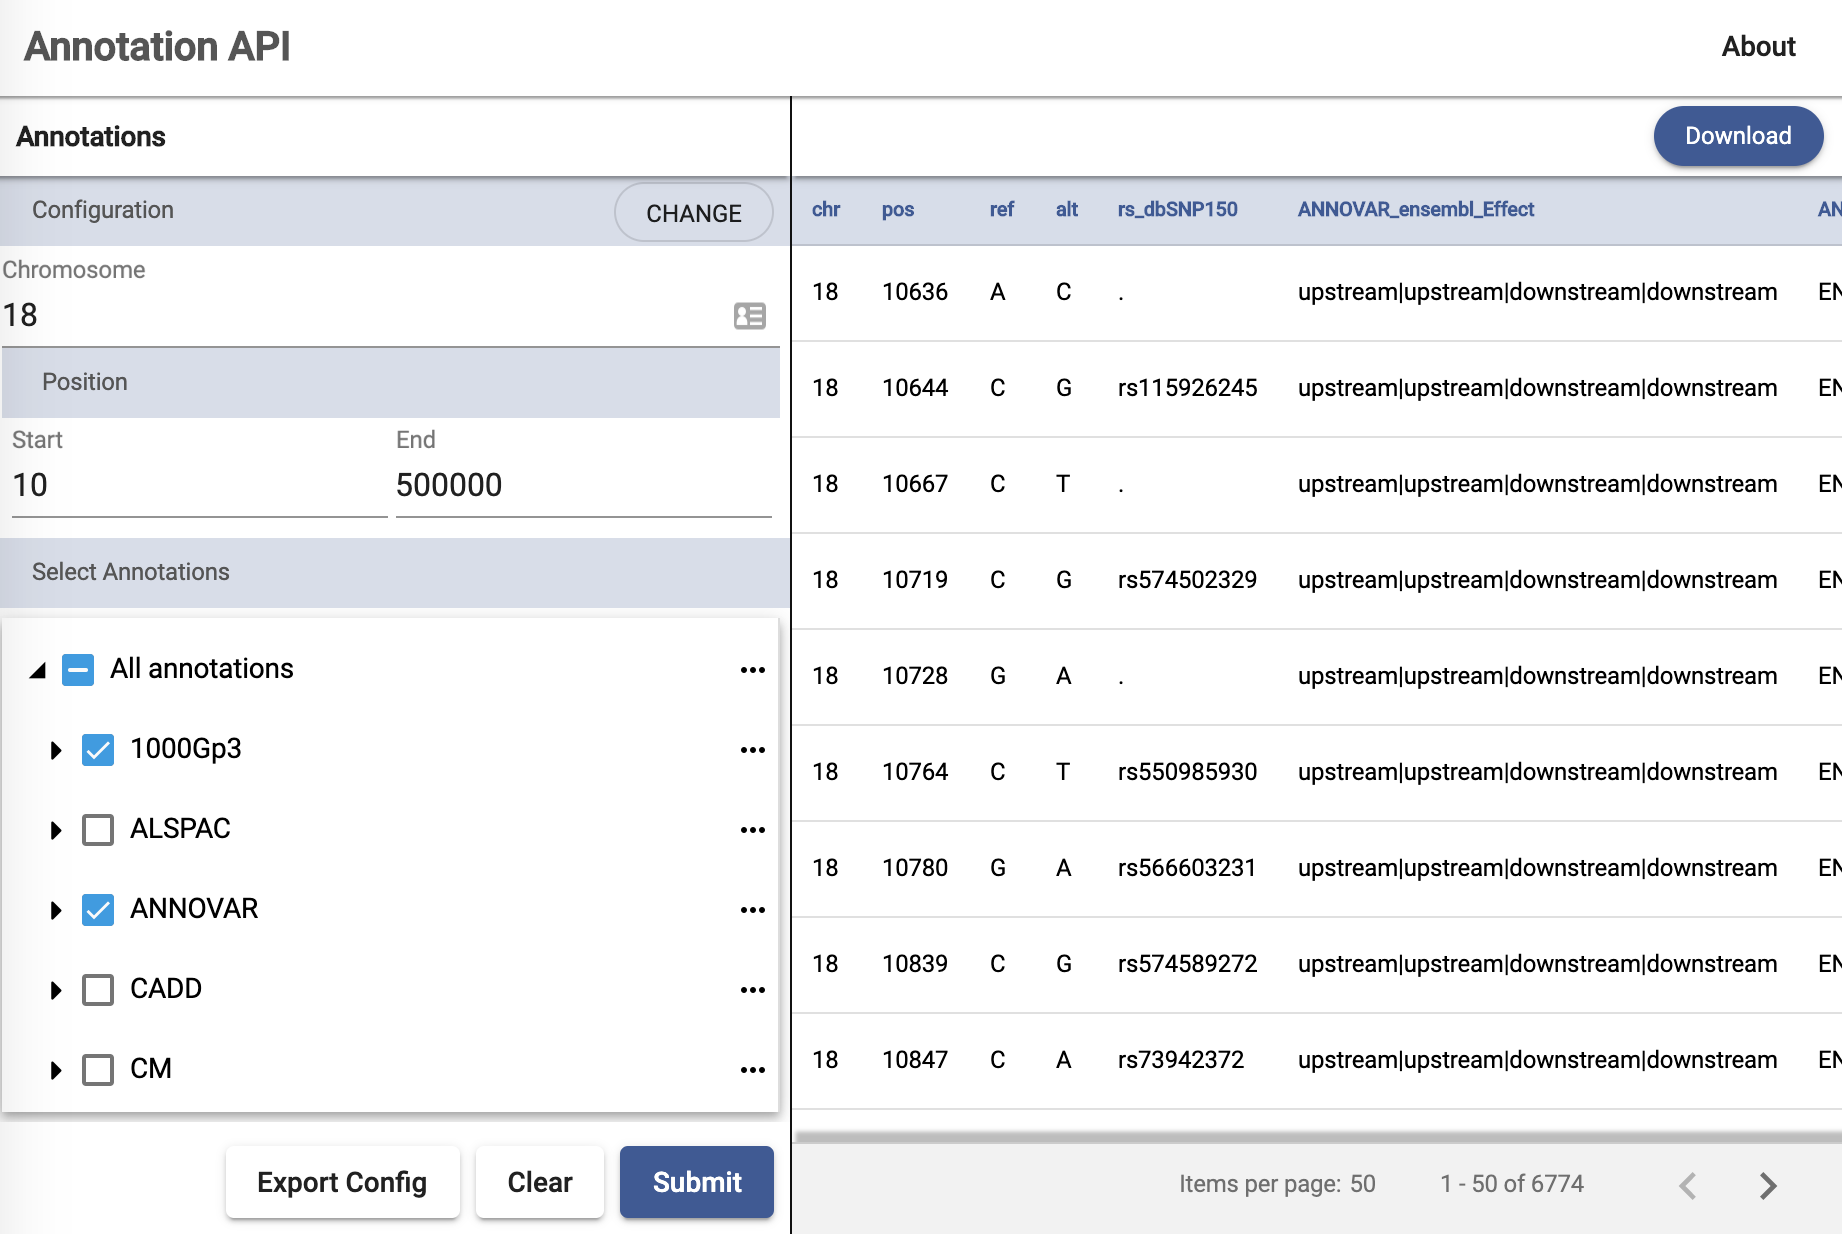 Annotation API
About
Annotations
Download
Configuration
CHANGE
Chromosome
18
Position
Start
End
10
500000
Select Annotations
All annotations
1000Gp3
ALSPAC
ANNOVAR
CADD
CM
Export Config
Clear
Submit
chr pos ref alt rs_dbSNP150 ANNOVAR_ensembl_Effect AN
18 10636 A C . upstream|upstream|downstream|downstream EN
18 10644 C G rs115926245 upstream|upstream|downstream|downstream EN
18 10667 C T . upstream|upstream|downstream|downstream EN
18 10719 C G rs574502329 upstream|upstream|downstream|downstream EN
18 10728 G A . upstream|upstream|downstream|downstream EN
18 10764 C T rs550985930 upstream|upstream|downstream|downstream EN
18 10780 G A rs566603231 upstream|upstream|downstream|downstream EN
18 10839 C G rs574589272 upstream|upstream|downstream|downstream EN
18 10847 C A rs73942372 upstream|upstream|downstream|downstream EN
Items per page: 50 1 - 50 of 6774